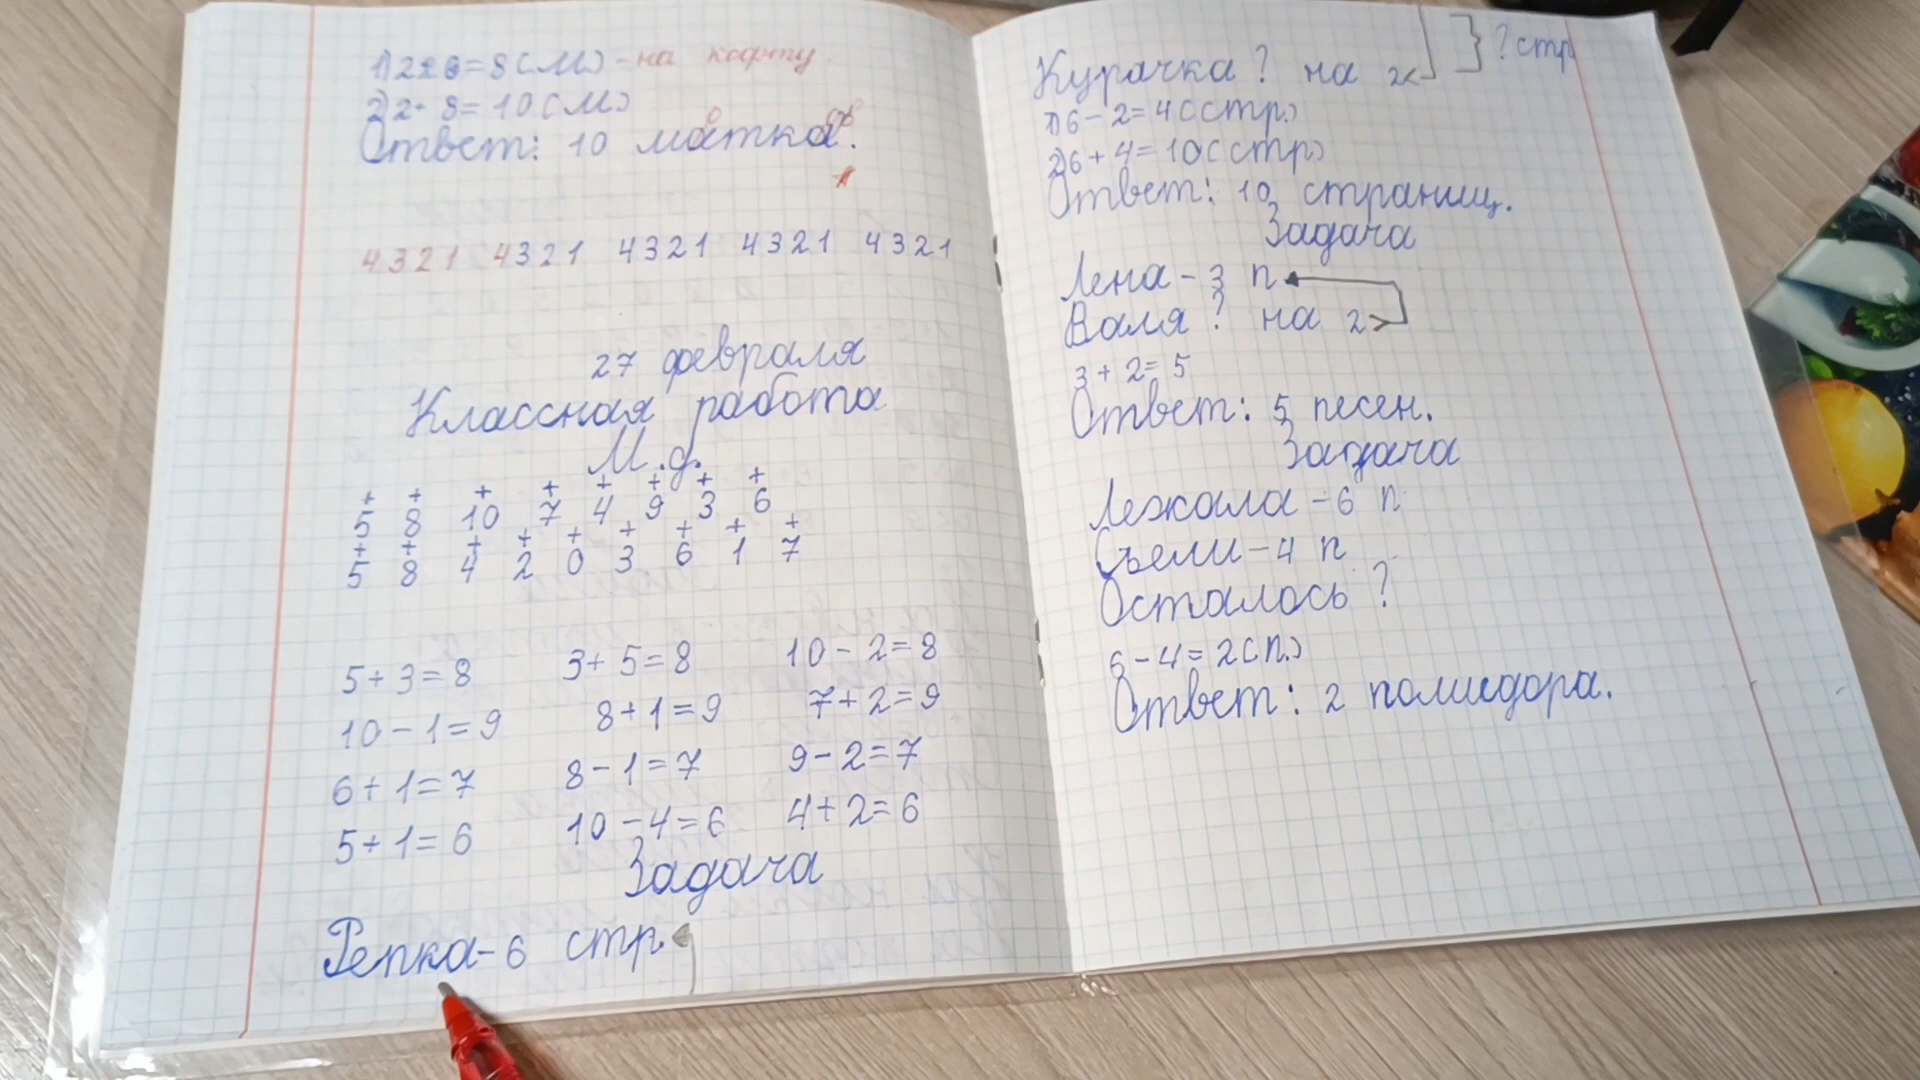 1) 2+6=8(м) - на кофту
2) 2+8=10(м)
Ответ: 10 матка.
4321 4321 4321 4321 4321
27 февраля
Классная работа
М.д.
+ + + + + + + +
5 8 10 7 4 9 3 6
+ + + + + + + + +
5 8 4 2 0 3 6 1 7
5+3=8 3+5=8 10-2=8
10-1=9 8+1=9 7+2=9
6+1=7 8-1=7 9-2=7
5+1=6 10-4=6 4+2=6
Задача
Репка-6 стр.
Курачка ? на 2< ? стр
1) 6-2=4(стр.)
2) 6+4=10(стр)
Ответ: 10 страниц.
Задача
Лена-3 п
Валя ? на 2>
3+2=5
Ответ: 5 песен.
Задача
Лежала-6 п
Съели-4 п
Осталось ?
6-4=2(п.)
Ответ: 2 помидора.